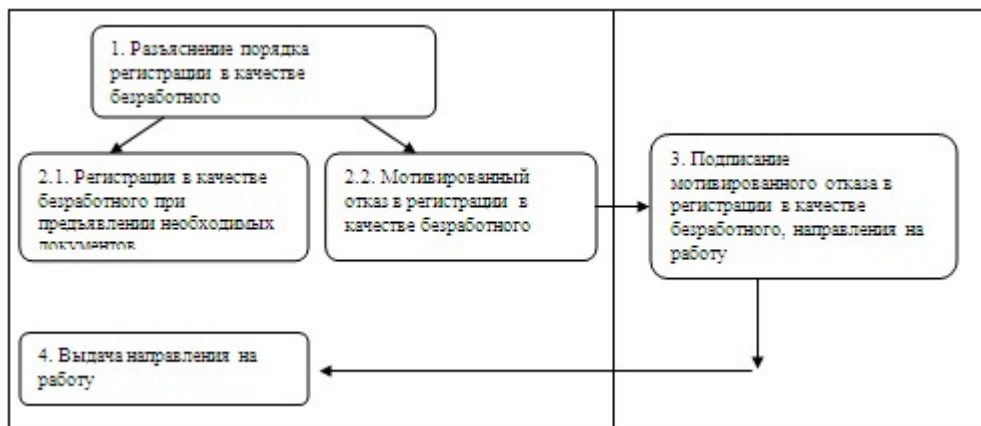 1. Разъяснение порядка
регистрации в качестве
безработного
2.1. Регистрация в качестве
безработного при
предъявлении необходимых
документов
2.2. Мотивированный
отказ в регистрации в
качестве безработного
3. Подписание
мотивированного отказа в
регистрации в качестве
безработного, направления на
работу
4. Выдача направления на
работу